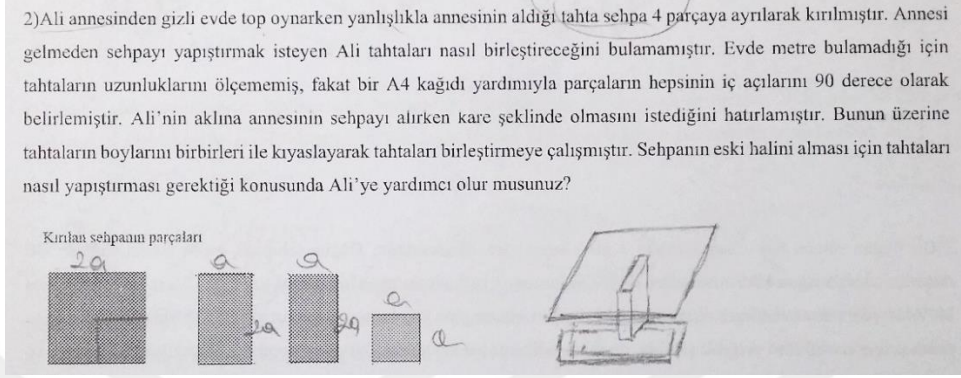 2)Ali annesinden gizli evde top oynarken yanlışlıkla annesinin aldığı tahta sehpa 4 parçaya ayrılarak kırılmıştır. Annesi
gelmeden sehpayı yapıştırmak isteyen Ali tahtaları nasıl birleştireceğini bulamamıştır. Evde metre bulamadığı için
tahtaların uzunluklarını ölçememiş, fakat bir A4 kağıdı yardımıyla parçaların hepsinin iç açılarını 90 derece olarak
belirlemiştir. Ali'nin aklına annesinin sehpayı alırken kare şeklinde olmasını istediğini hatırlamıştır. Bunun üzerine
tahtaların boylarını birbirleri ile kıyaslayarak tahtaları birleştirmeye çalışmıştır. Sehpanın eski halini alması için tahtaları
nasıl yapıştırması gerektiği konusunda Ali'ye yardımcı olur musunuz?
Kırılan sehpanın parçaları
2a a a
a
2a 2a a